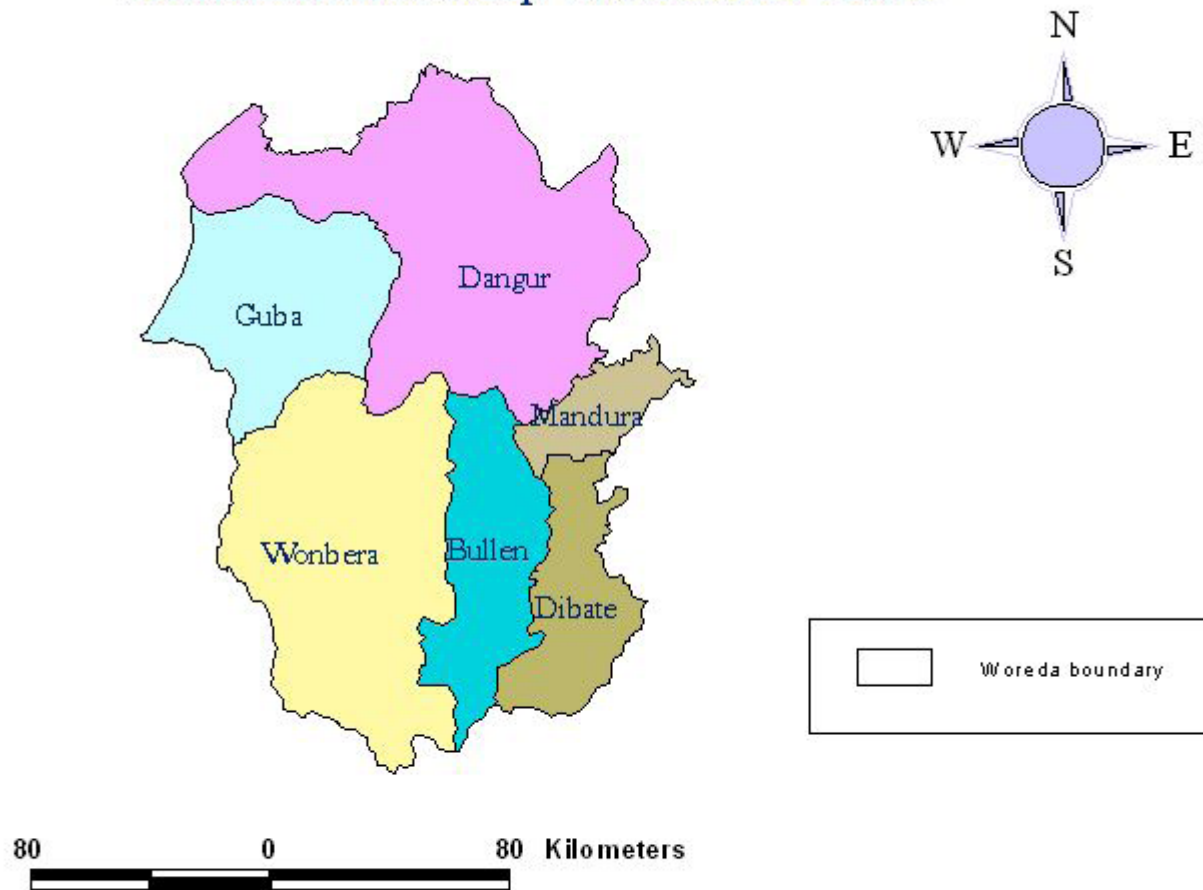 N
W E
S
Dangur
Guba
Mandura
Wonbera
Bullen
Dibate
Woreda boundary
80 0 80 Kilometers